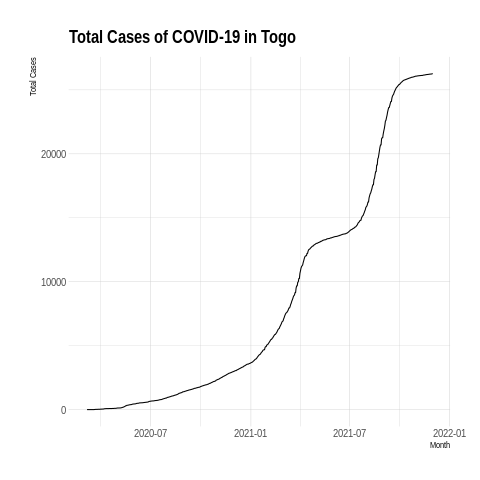 Total Cases of COVID-19 in Togo
Total Cases
20000
10000
0
2020-07 2021-01 2021-07 2022-01
Month